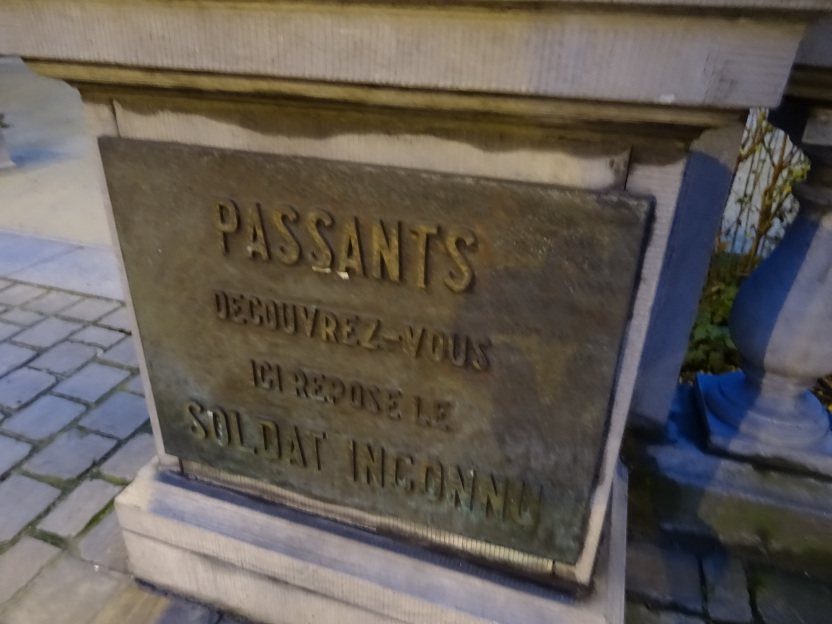 PASSANTS
DECOUVREZ-VOUS
ICI REPOSE LE
SOLDAT INCONNU